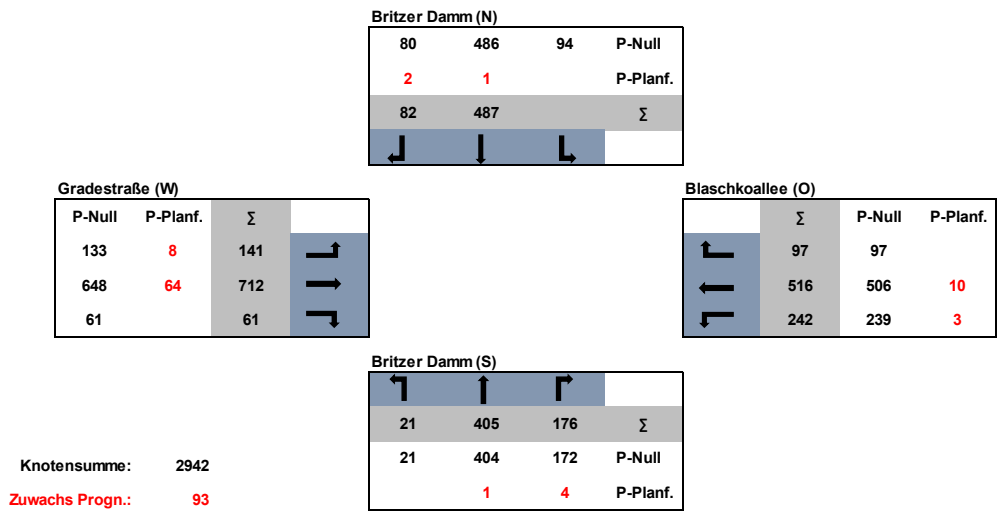 Britzer Damm (N)
80 486 94 P-Null
2 1 P-Planf.
82 487 Σ
Gradestraße (W)
P-Null P-Planf. Σ
133 8 141
648 64 712
61 61
Blaschkoallee (O)
Σ P-Null P-Planf.
97 97
516 506 10
242 239 3
Britzer Damm (S)
21 405 176 Σ
21 404 172 P-Null
1 4 P-Planf.
Knotensumme: 2942
Zuwachs Progn.: 93